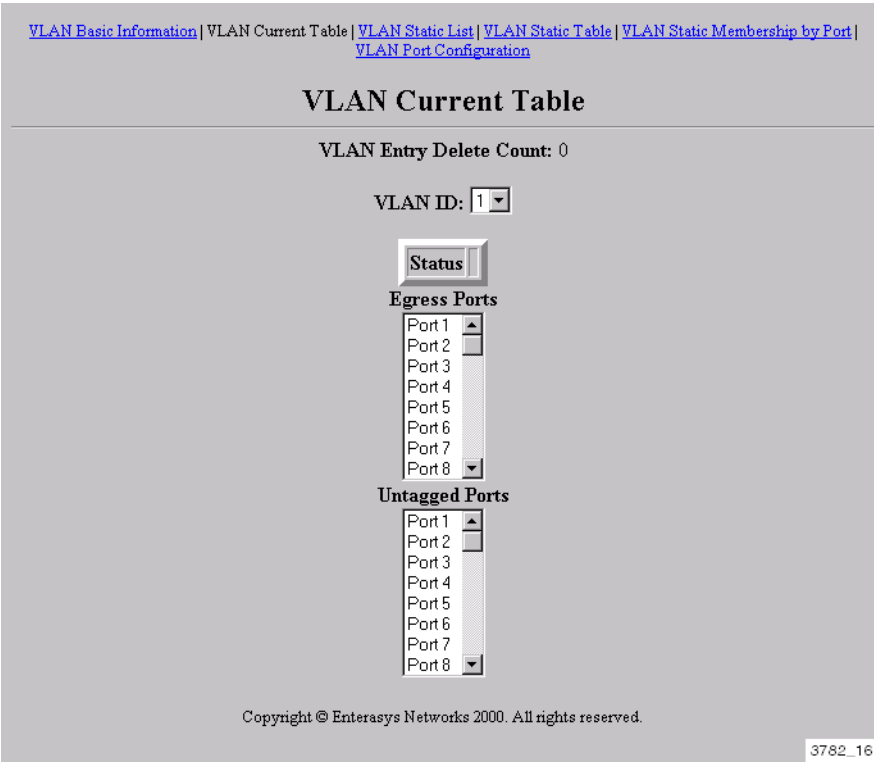 VLAN Basic Information | VLAN Current Table | VLAN Static List | VLAN Static Table | VLAN Static Membership by Port |
VLAN Port Configuration
VLAN Current Table
VLAN Entry Delete Count: 0
VLAN ID: 1
Status
Egress Ports
Port 1
Port 2
Port 3
Port 4
Port 5
Port 6
Port 7
Port 8
Untagged Ports
Port 1
Port 2
Port 3
Port 4
Port 5
Port 6
Port 7
Port 8
Copyright © Enterasys Networks 2000. All rights reserved.
3782_16